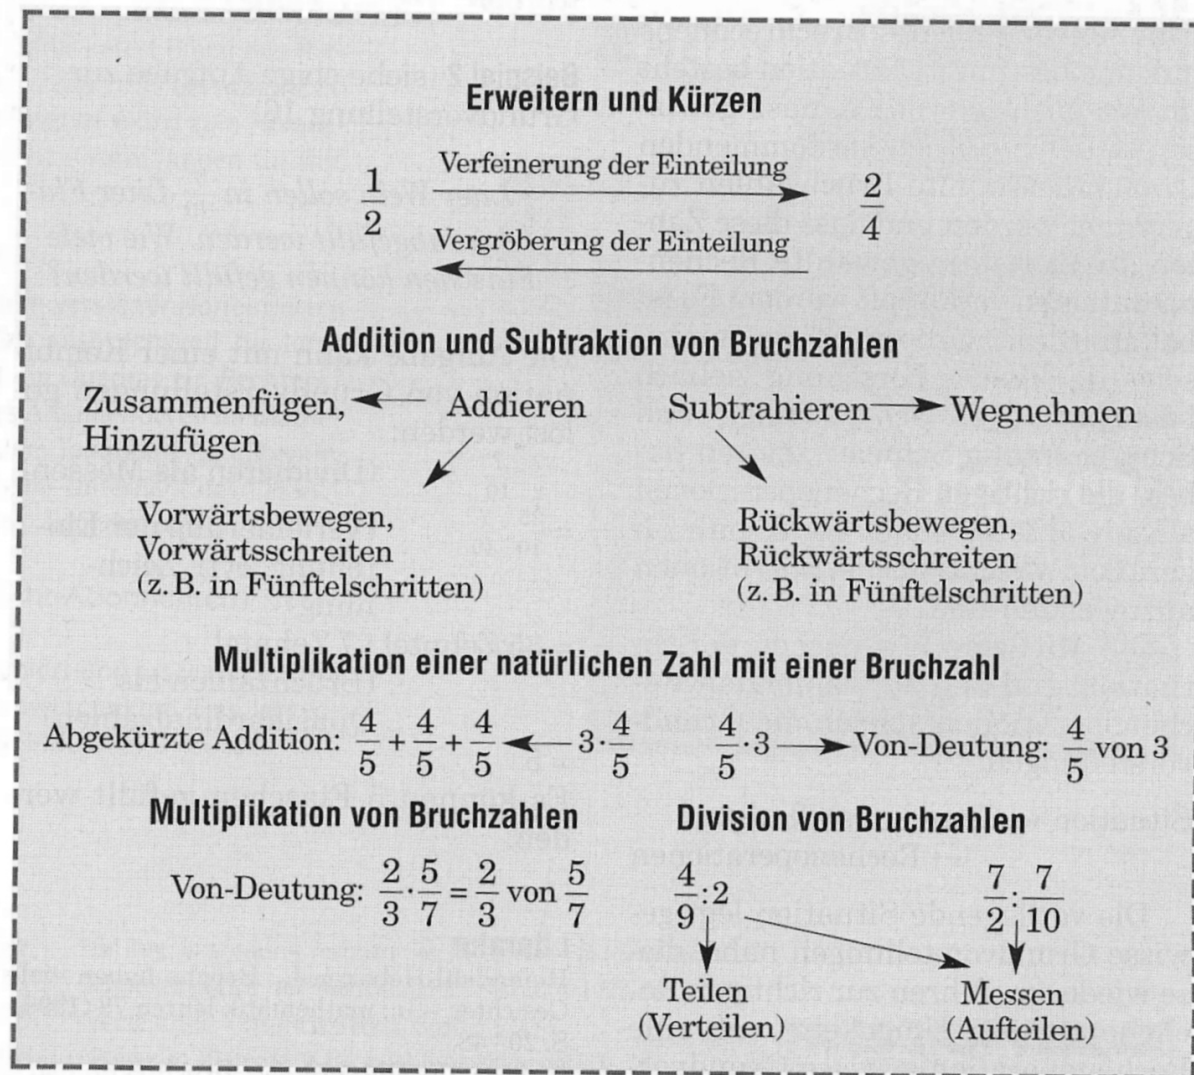 Erweitern und Kürzen
1/2 Verfeinerung der Einteilung 2/4
Vergröberung der Einteilung
Addition und Subtraktion von Bruchzahlen
Zusammenfügen, ← Addieren Subtrahieren → Wegnehmen
Hinzufügen
Vorwärtsbewegen,
Vorwärtsschreiten
(z. B. in Fünftelschritten)
Rückwärtsbewegen,
Rückwärtsschreiten
(z. B. in Fünftelschritten)
Multiplikation einer natürlichen Zahl mit einer Bruchzahl
Abgekürzte Addition: 4/5 + 4/5 + 4/5 ← 3 · 4/5 4/5 · 3 → Von-Deutung: 4/5 von 3
Multiplikation von Bruchzahlen
Von-Deutung: 2/3 · 5/7 = 2/3 von 5/7
Division von Bruchzahlen
4/9 : 2 7/2 : 7/10
Teilen
(Verteilen)
Messen
(Aufteilen)